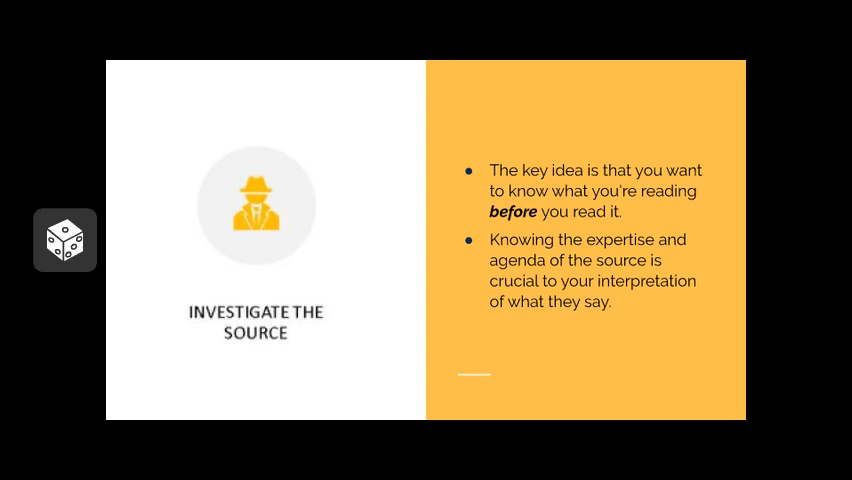 INVESTIGATE THE
SOURCE
● The key idea is that you want
to know what you're reading
before you read it.
● Knowing the expertise and
agenda of the source is
crucial to your interpretation
of what they say.